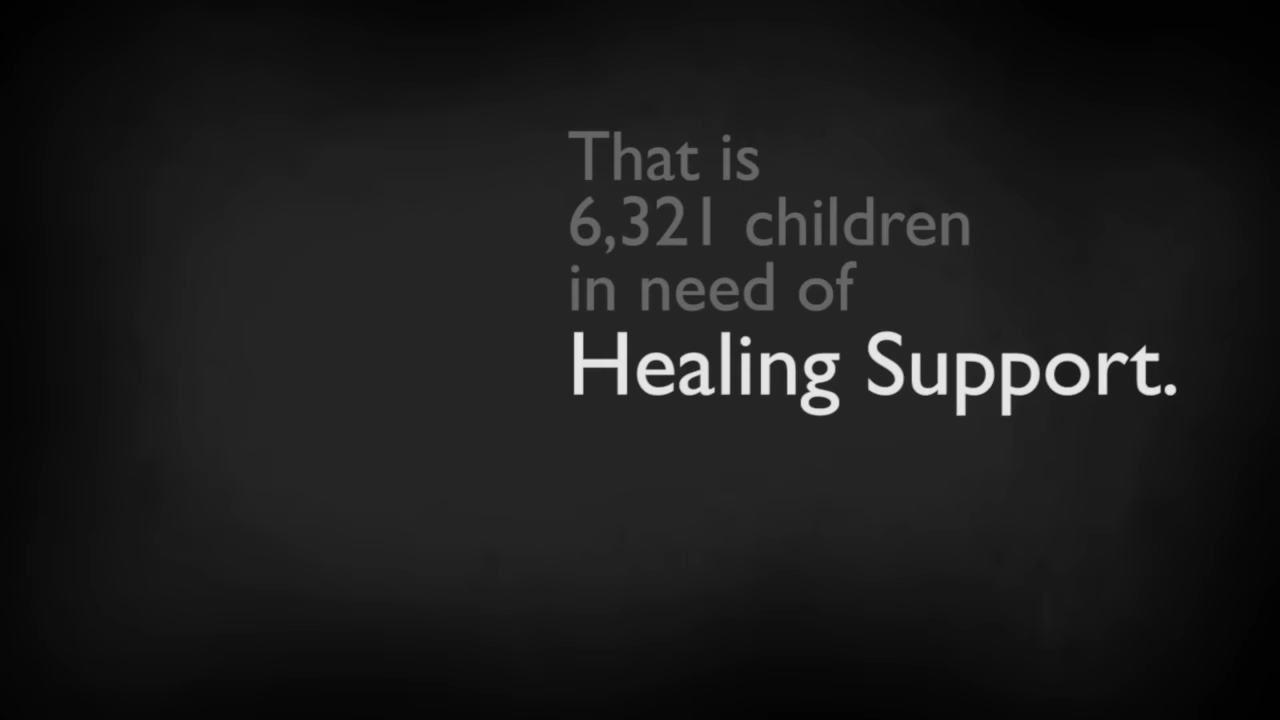 That is
6,321 children
in need of
Healing Support.